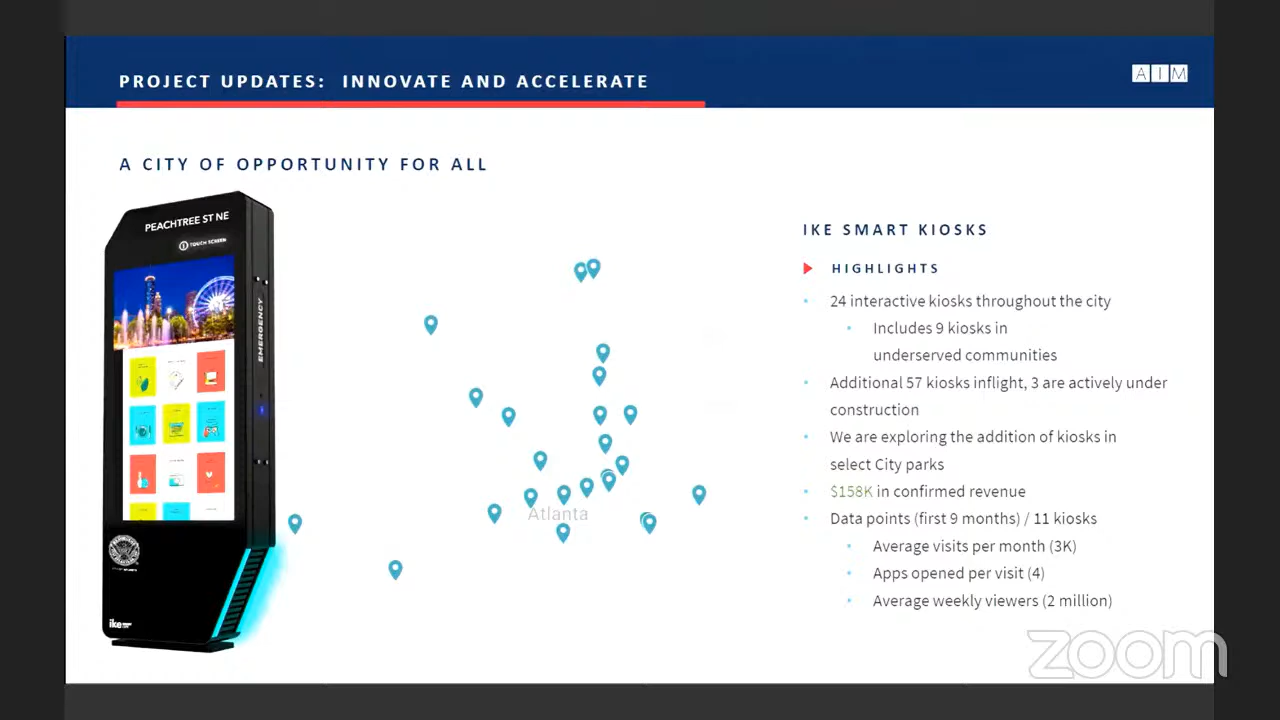 PROJECT UPDATES: INNOVATE AND ACCELERATE
AIM
A CITY OF OPPORTUNITY FOR ALL
PEACHTREE ST NE
TOUCH SCREEN
EMERGENCY
ike
Atlanta
IKE SMART KIOSKS
HIGHLIGHTS
24 interactive kiosks throughout the city
Includes 9 kiosks in
underserved communities
Additional 57 kiosks inflight, 3 are actively under
construction
We are exploring the addition of kiosks in
select City parks
$158K in confirmed revenue
Data points (first 9 months) / 11 kiosks
Average visits per month (3K)
Apps opened per visit (4)
Average weekly viewers (2 million)
zoom